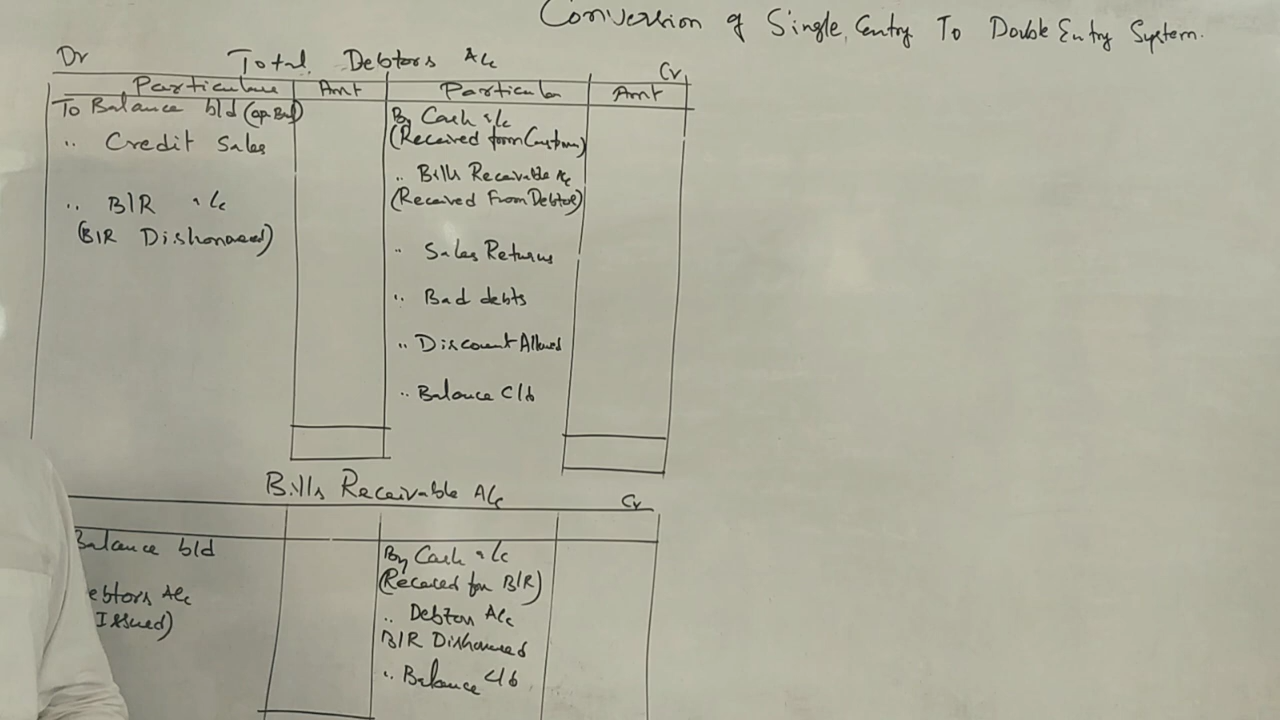 Conversion of Single Entry To Double Entry System.
Dr Total Debtors A/c Cr
Particulars Amt Particular Amt
To Balance b/d (op. Bal)
" Credit Sales
" B/R a/c
(B/R Dishonoured)
By Cash a/c
(Received from Custom)
" Bills Receivable A/c
(Received From Debtor)
" Sales Returns
" Bad debts
" Discount Allowed
" Balance C/d
Bills Receivable A/c Cr
Balance b/d
ebtors A/c
Issued)
By Cash a/c
(Received for B/R)
" Debtors A/c
B/R Dishonoured
" Balance C/d